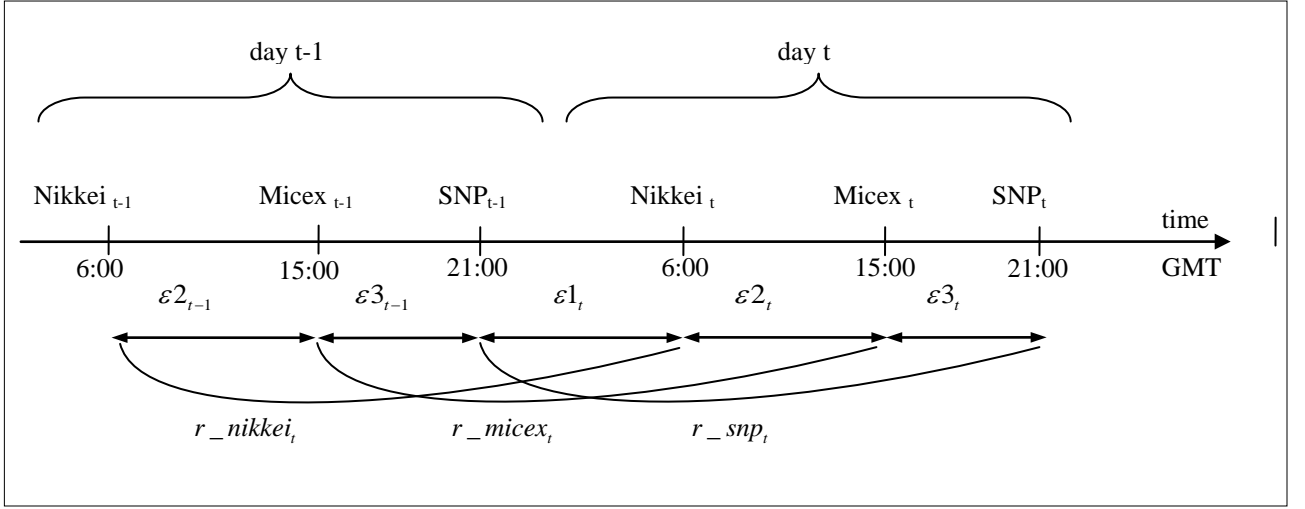 day t-1 day t
Nikkei t-1 Micex t-1 SNPt-1 Nikkei t Micex t SNPt
time
6:00 15:00 21:00 6:00 15:00 21:00 GMT
ε2t−1 ε3t−1 ε1t ε2t ε3t
r_nikkeit r_micext r_snpt